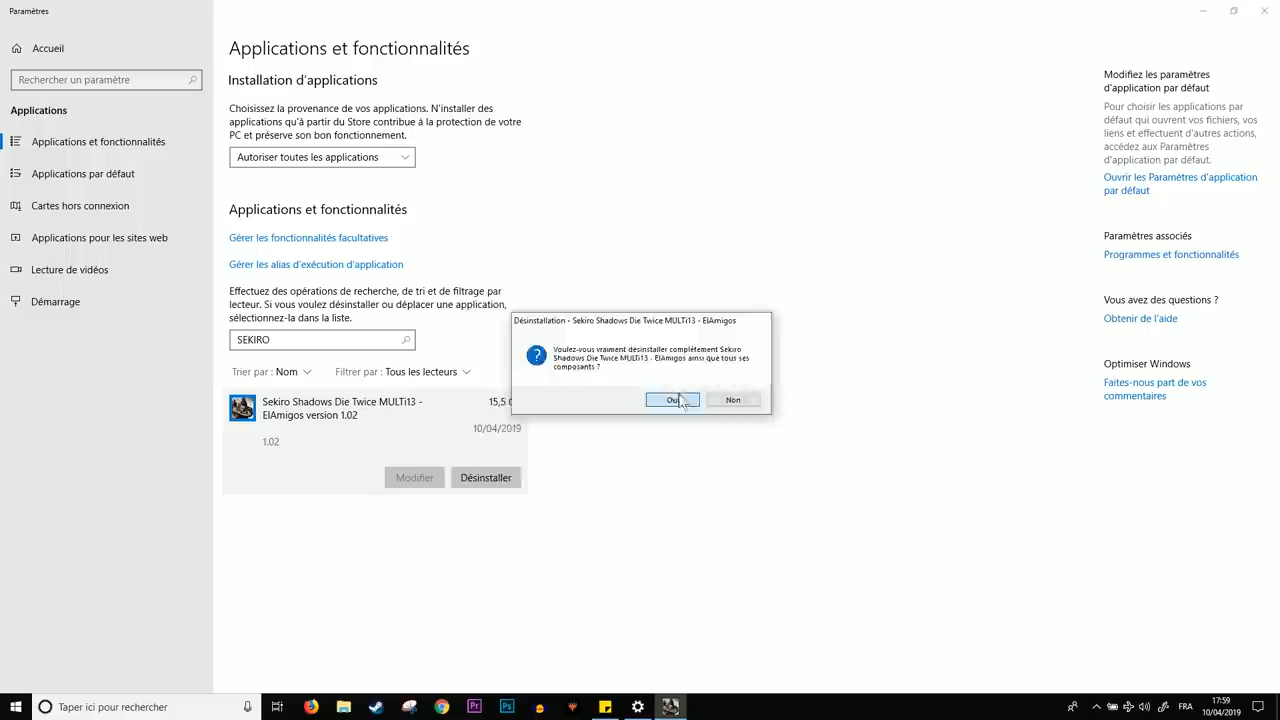 Paramètres
Accueil
Rechercher un paramètre
Applications
Applications et fonctionnalités
Applications par défaut
Cartes hors connexion
Applications pour les sites web
Lecture de vidéos
Démarrage
Applications et fonctionnalités
Installation d'applications
Choisissez la provenance de vos applications. N'installer des
applications qu'à partir du Store contribue à la protection de votre
PC et préserve son bon fonctionnement.
Autoriser toutes les applications
Applications et fonctionnalités
Gérer les fonctionnalités facultatives
Gérer les alias d'exécution d'application
Effectuez des opérations de recherche, de tri et de filtrage par
lecteur. Si vous voulez désinstaller ou déplacer une application,
sélectionnez-la dans la liste.
SEKIRO
Trier par : Nom Filtrer par : Tous les lecteurs
Sekiro Shadows Die Twice MULTi13 - 15,5
ElAmigos version 1.02
10/04/2019
1.02
Modifier Désinstaller
Désinstallation - Sekiro Shadows Die Twice MULTi13 - ElAmigos
?
Voulez-vous vraiment désinstaller complètement Sekiro
Shadows Die Twice MULTi13 - ElAmigos ainsi que tous ses
composants ?
Oui Non
Modifiez les paramètres
d'application par défaut
Pour choisir les applications par
défaut qui ouvrent vos fichiers, vos
liens et effectuent d'autres actions,
accédez aux Paramètres
d'application par défaut.
Ouvrir les Paramètres d'application
par défaut
Paramètres associés
Programmes et fonctionnalités
Vous avez des questions ?
Obtenir de l'aide
Optimiser Windows
Faites-nous part de vos
commentaires
Taper ici pour rechercher
Pr
Ps
FRA
17:59
10/04/2019